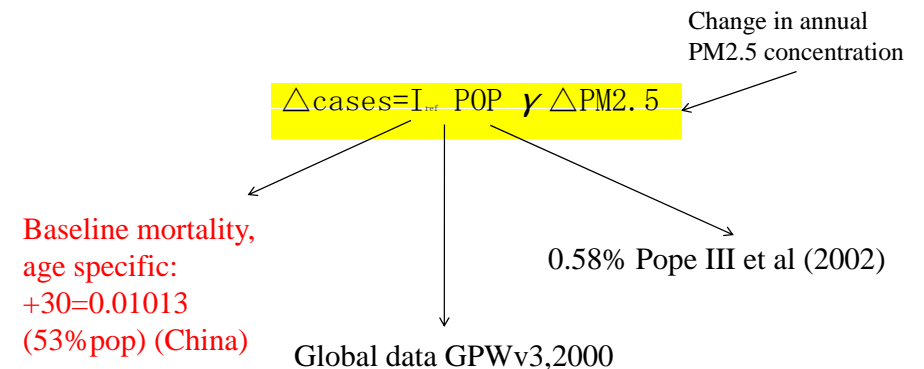 Change in annual
PM2.5 concentration
△cases=Iref POP γ △PM2.5
Baseline mortality,
age specific:
+30=0.01013
(53%pop) (China)
0.58% Pope III et al (2002)
Global data GPWv3,2000